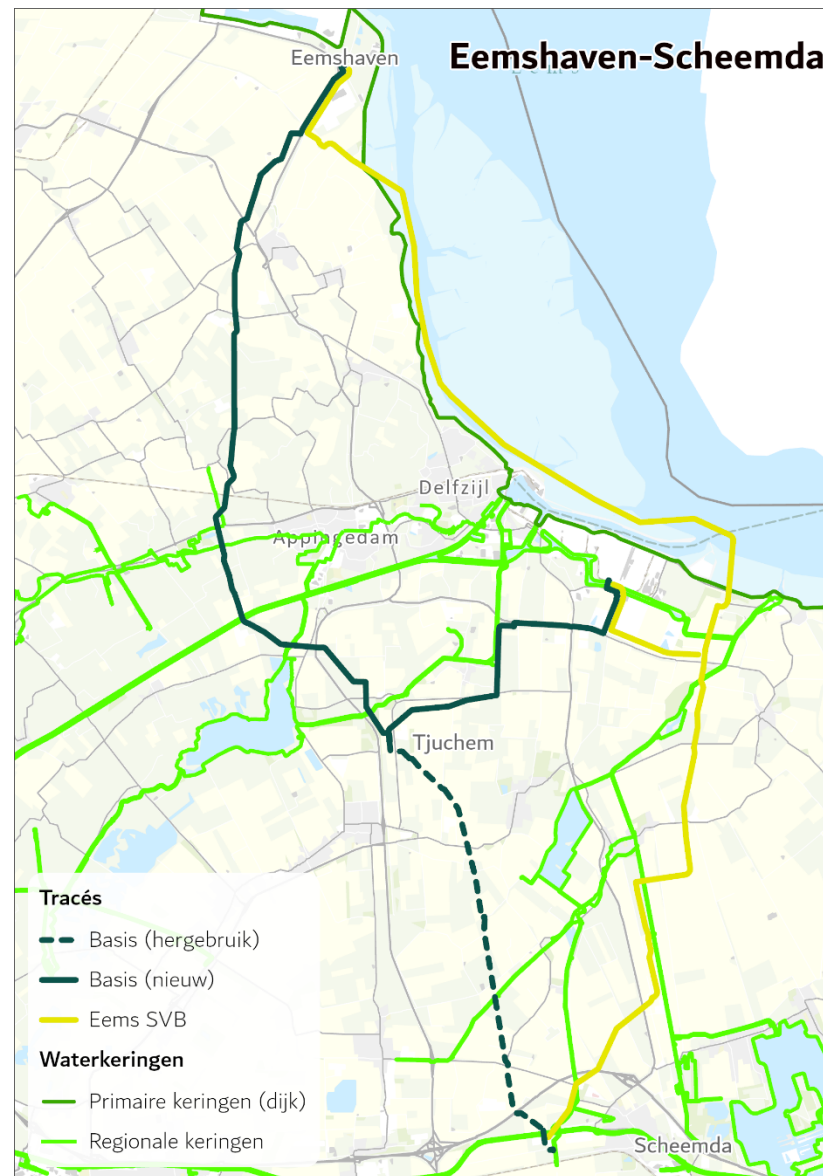 Eemshaven-Scheemda
Eemshaven
Delfzijl
Appingedam
Tjuchem
Tracés
Basis (hergebruik)
Basis (nieuw)
Eems SVB
Waterkeringen
Primaire keringen (dijk)
Regionale keringen
Scheemda